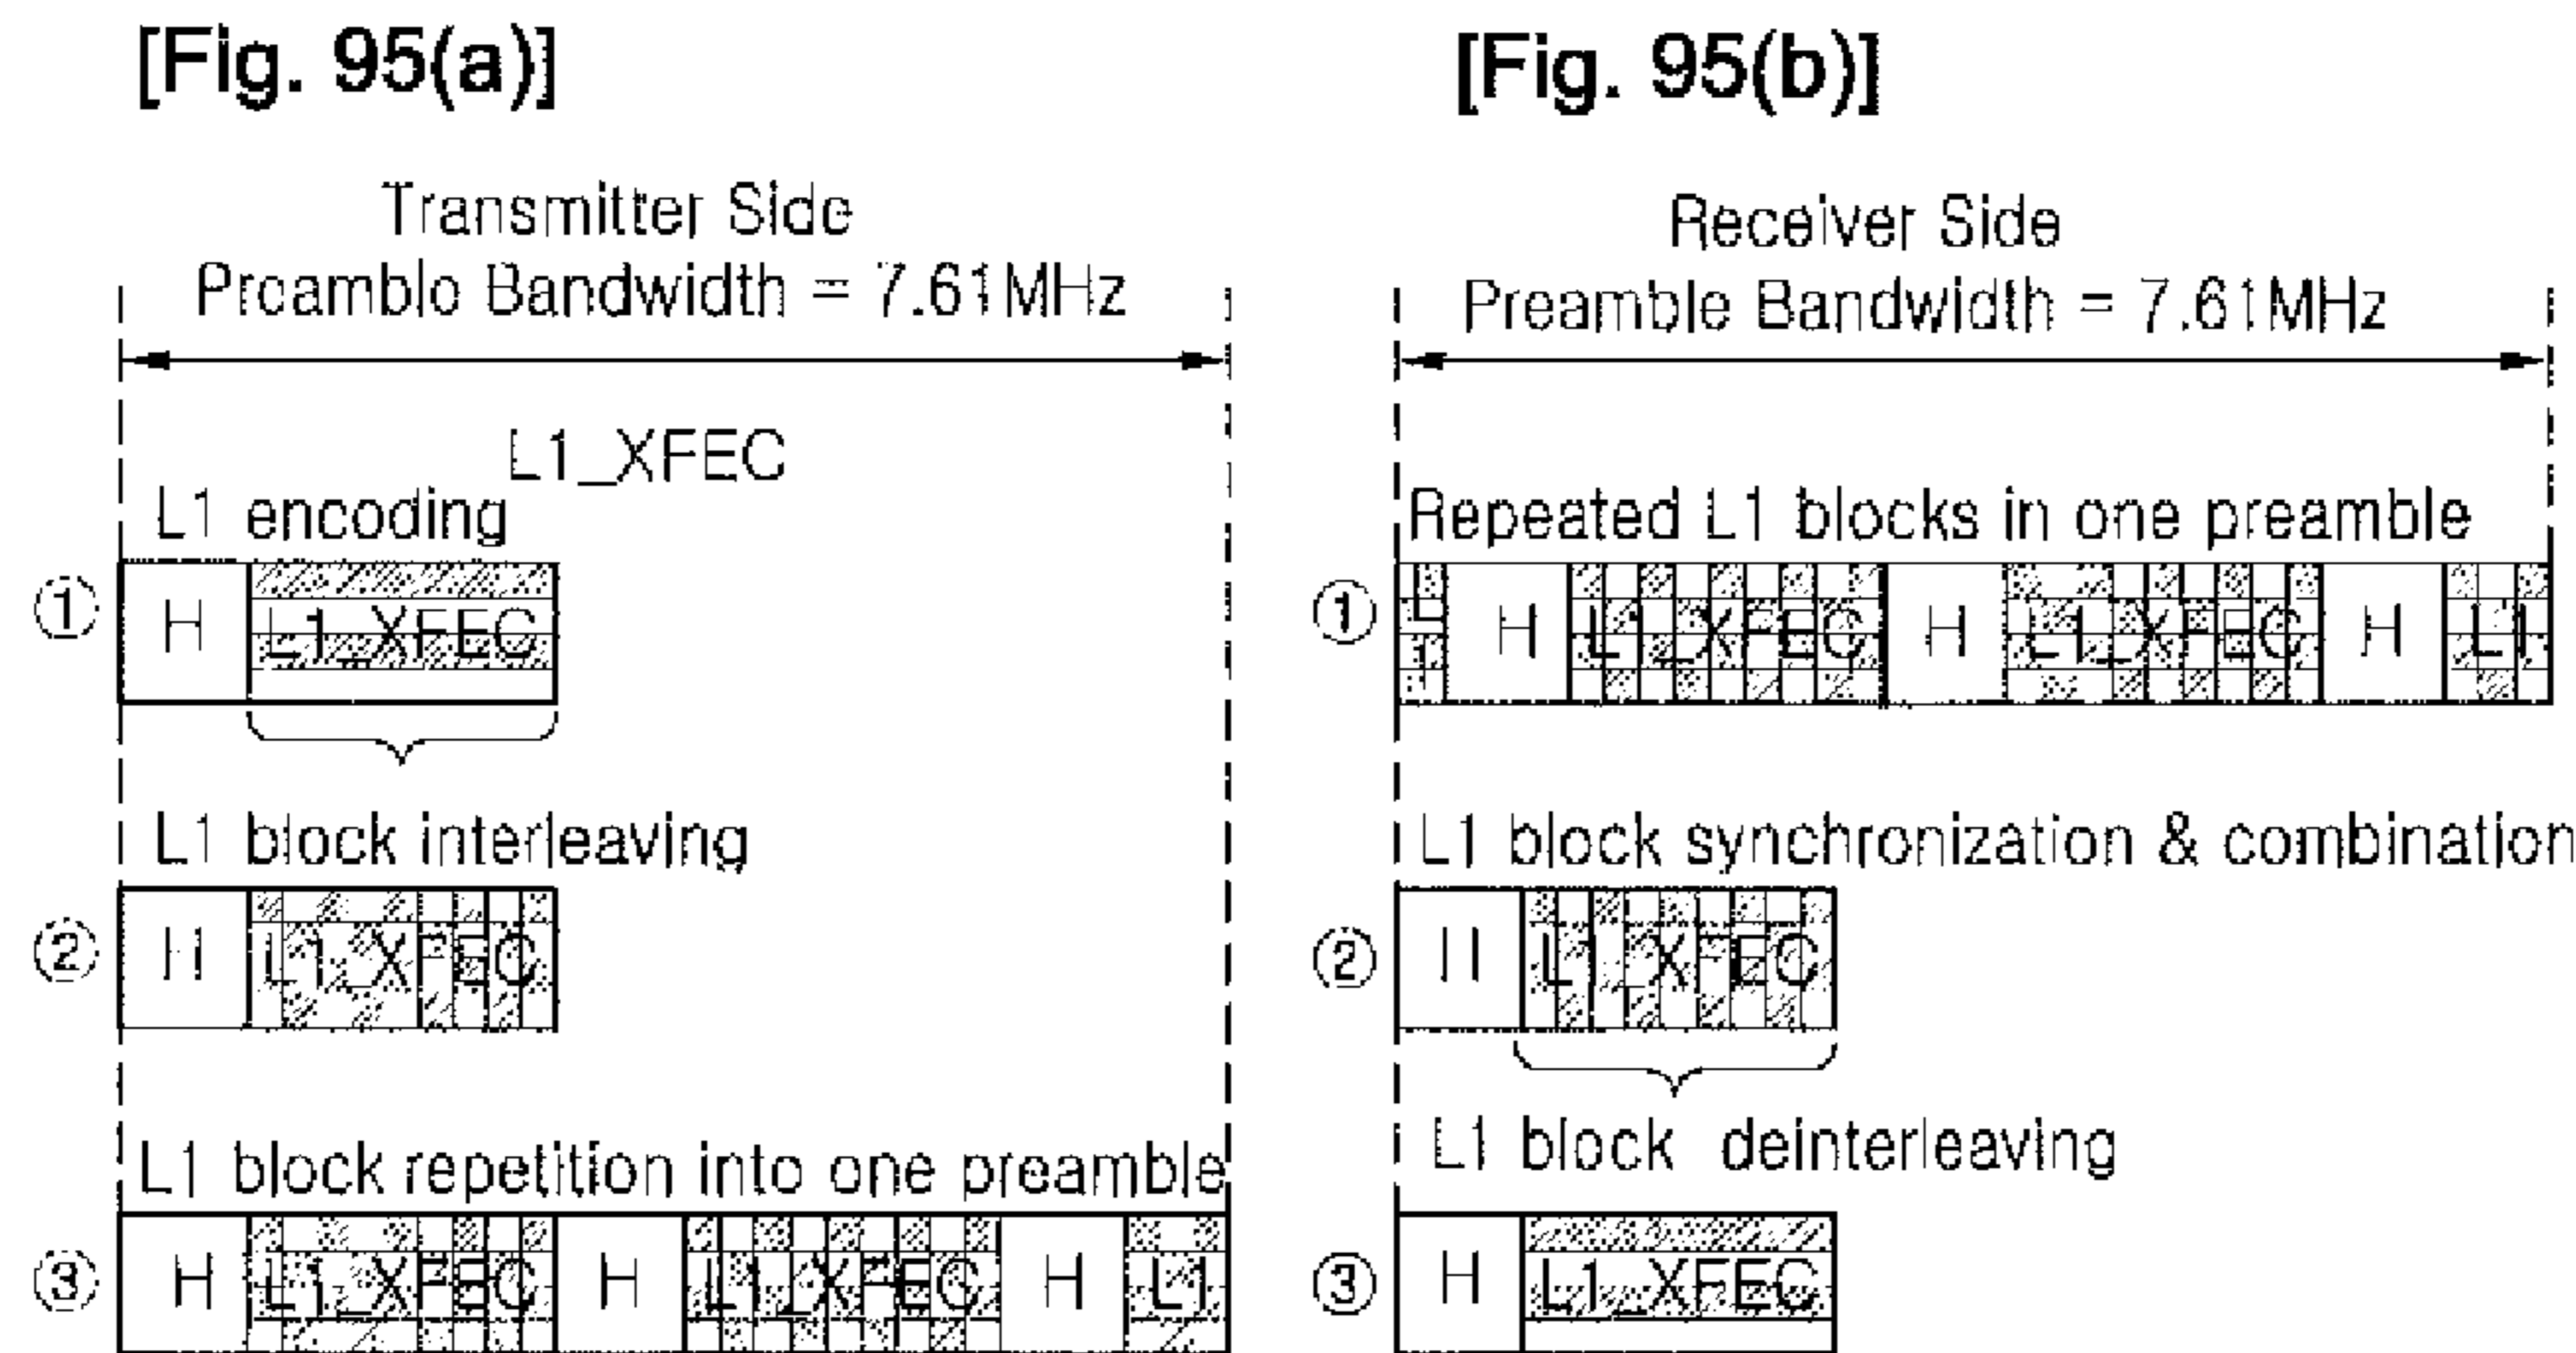 [Fig. 95(a)]
Transmitter Side
Preamble Bandwidth = 7.61MHz
L1_XFEC
L1 encoding
① H L1_XFEC
L1 block interleaving
② H L1_XFEC
L1 block repetition into one preamble
③ H L1_XFEC H L1_XFEC H L1
[Fig. 95(b)]
Receiver Side
Preamble Bandwidth = 7.61MHz
Repeated L1 blocks in one preamble
① H L1_XFEC H L1_XFEC H L1
L1 block synchronization & combination
② H L1_XFEC
L1 block deinterleaving
③ H L1_XFEC